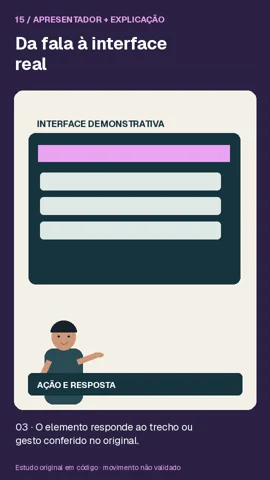 15 / APRESENTADOR + EXPLICAÇÃO
Da fala à interface
real
INTERFACE DEMONSTRATIVA
AÇÃO E RESPOSTA
03 · O elemento responde ao trecho ou
gesto conferido no original.
Estudo original em código · movimento não validado